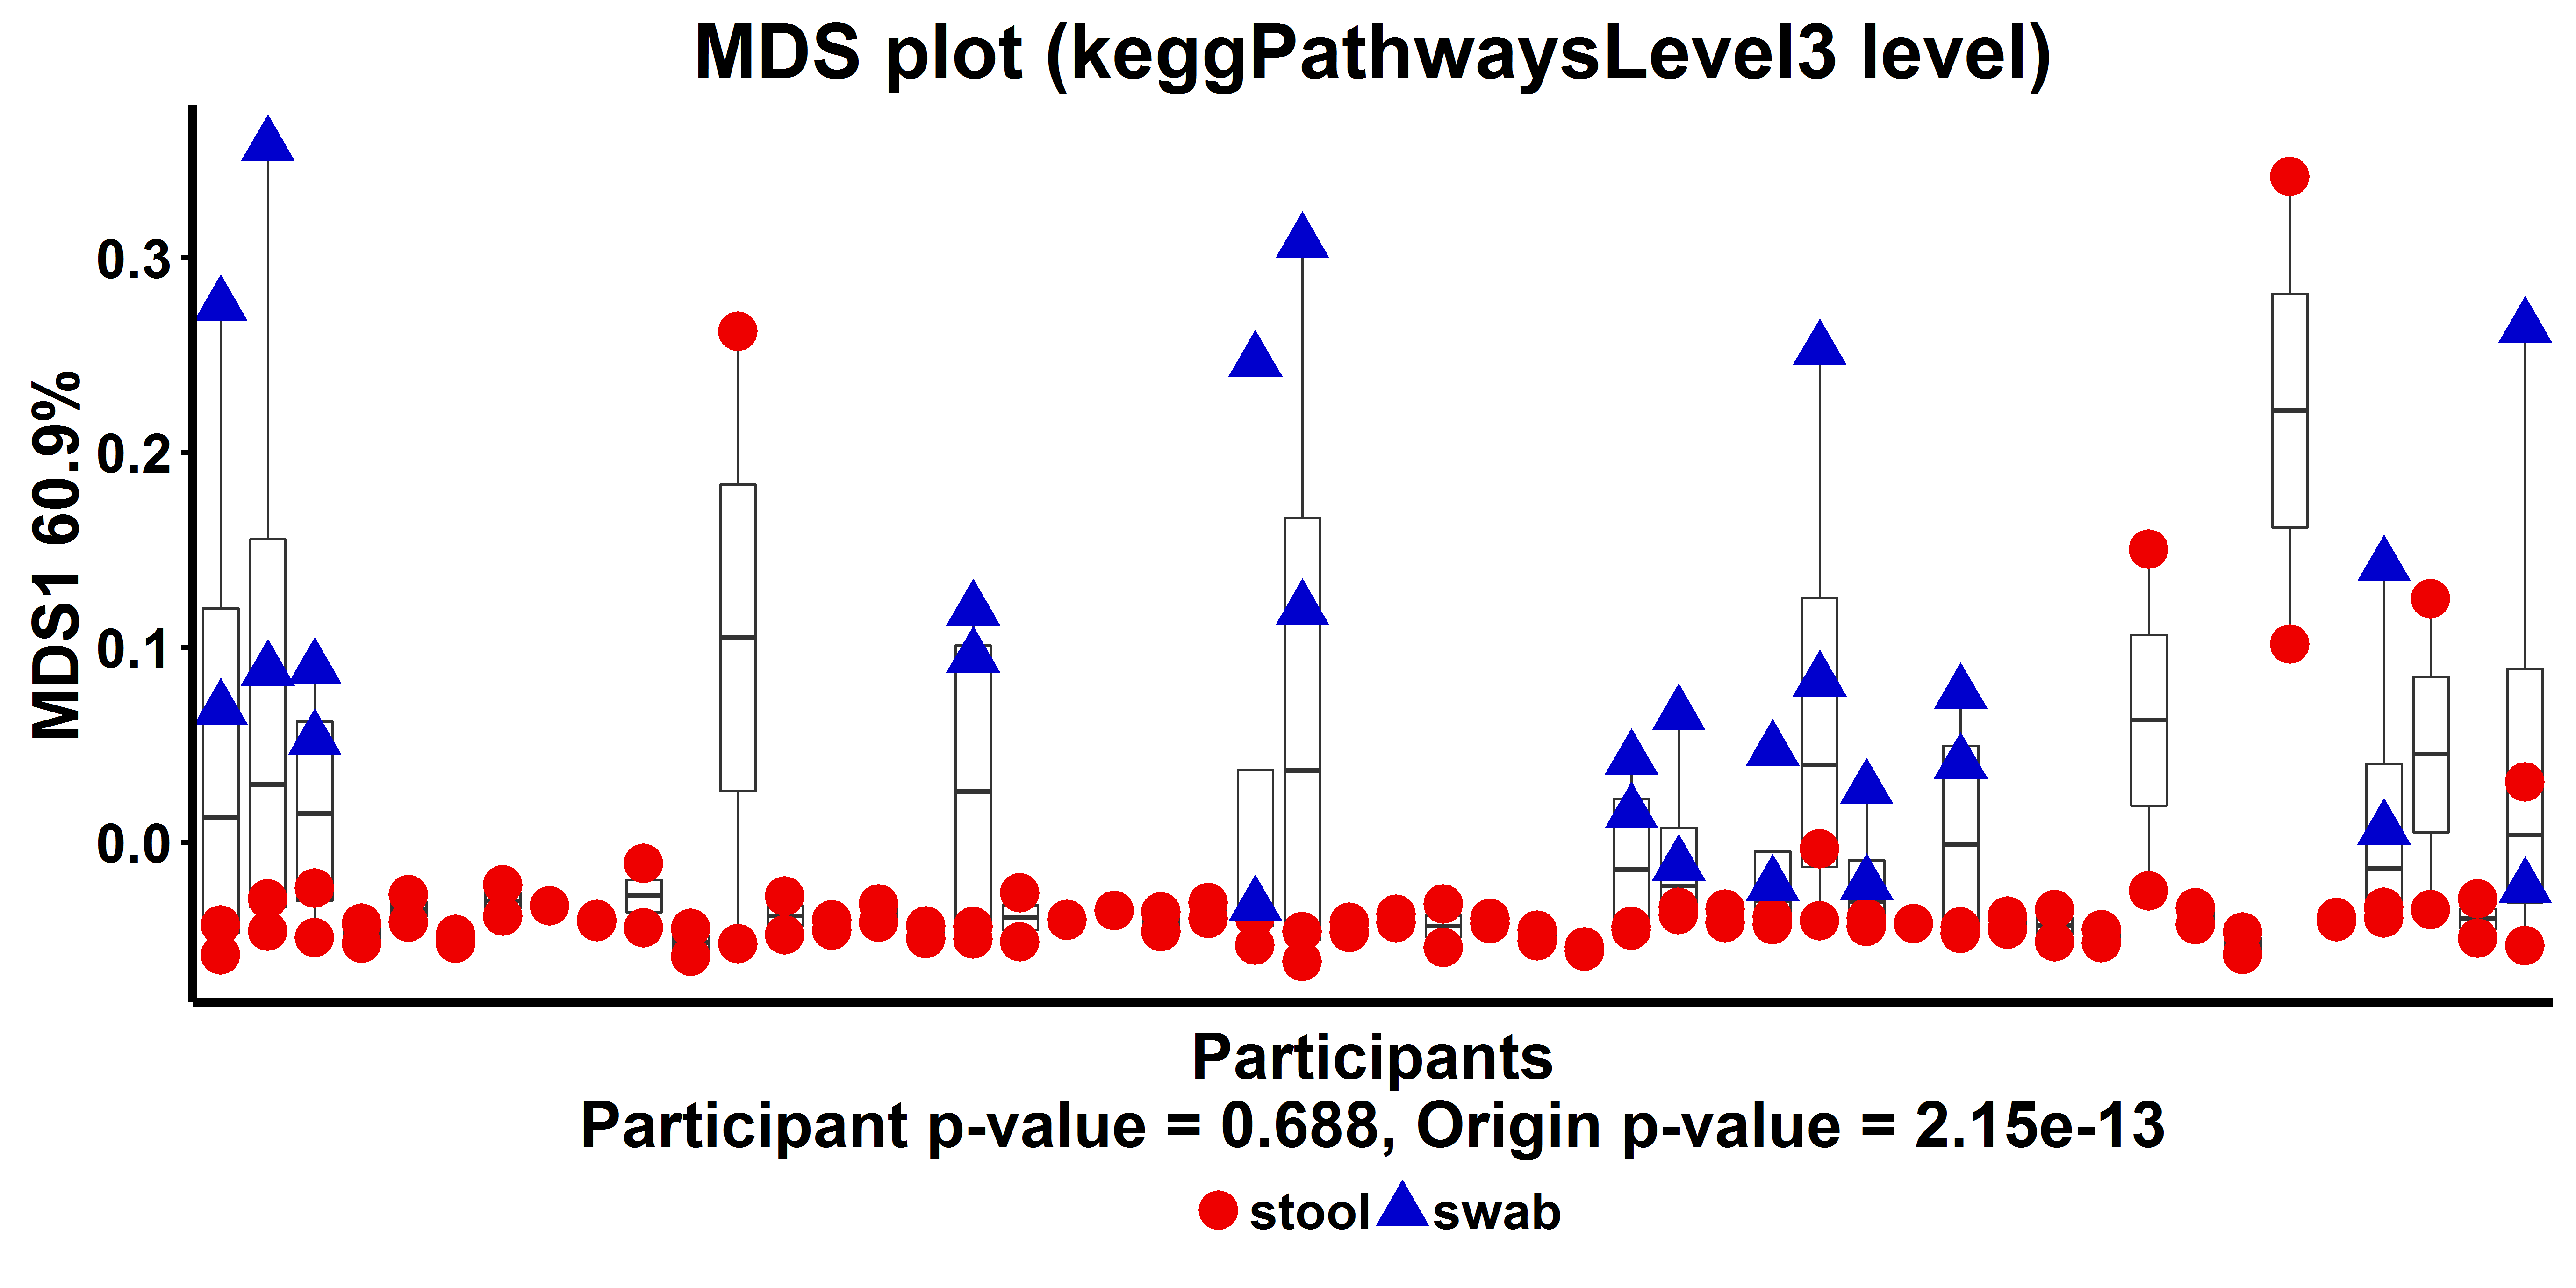 MDS plot (keggPathwaysLevel3 level)
MDS1 60.9%
0.3
0.2
0.1
0.0
Participants
Participant p-value = 0.688, Origin p-value = 2.15e-13
stool swab